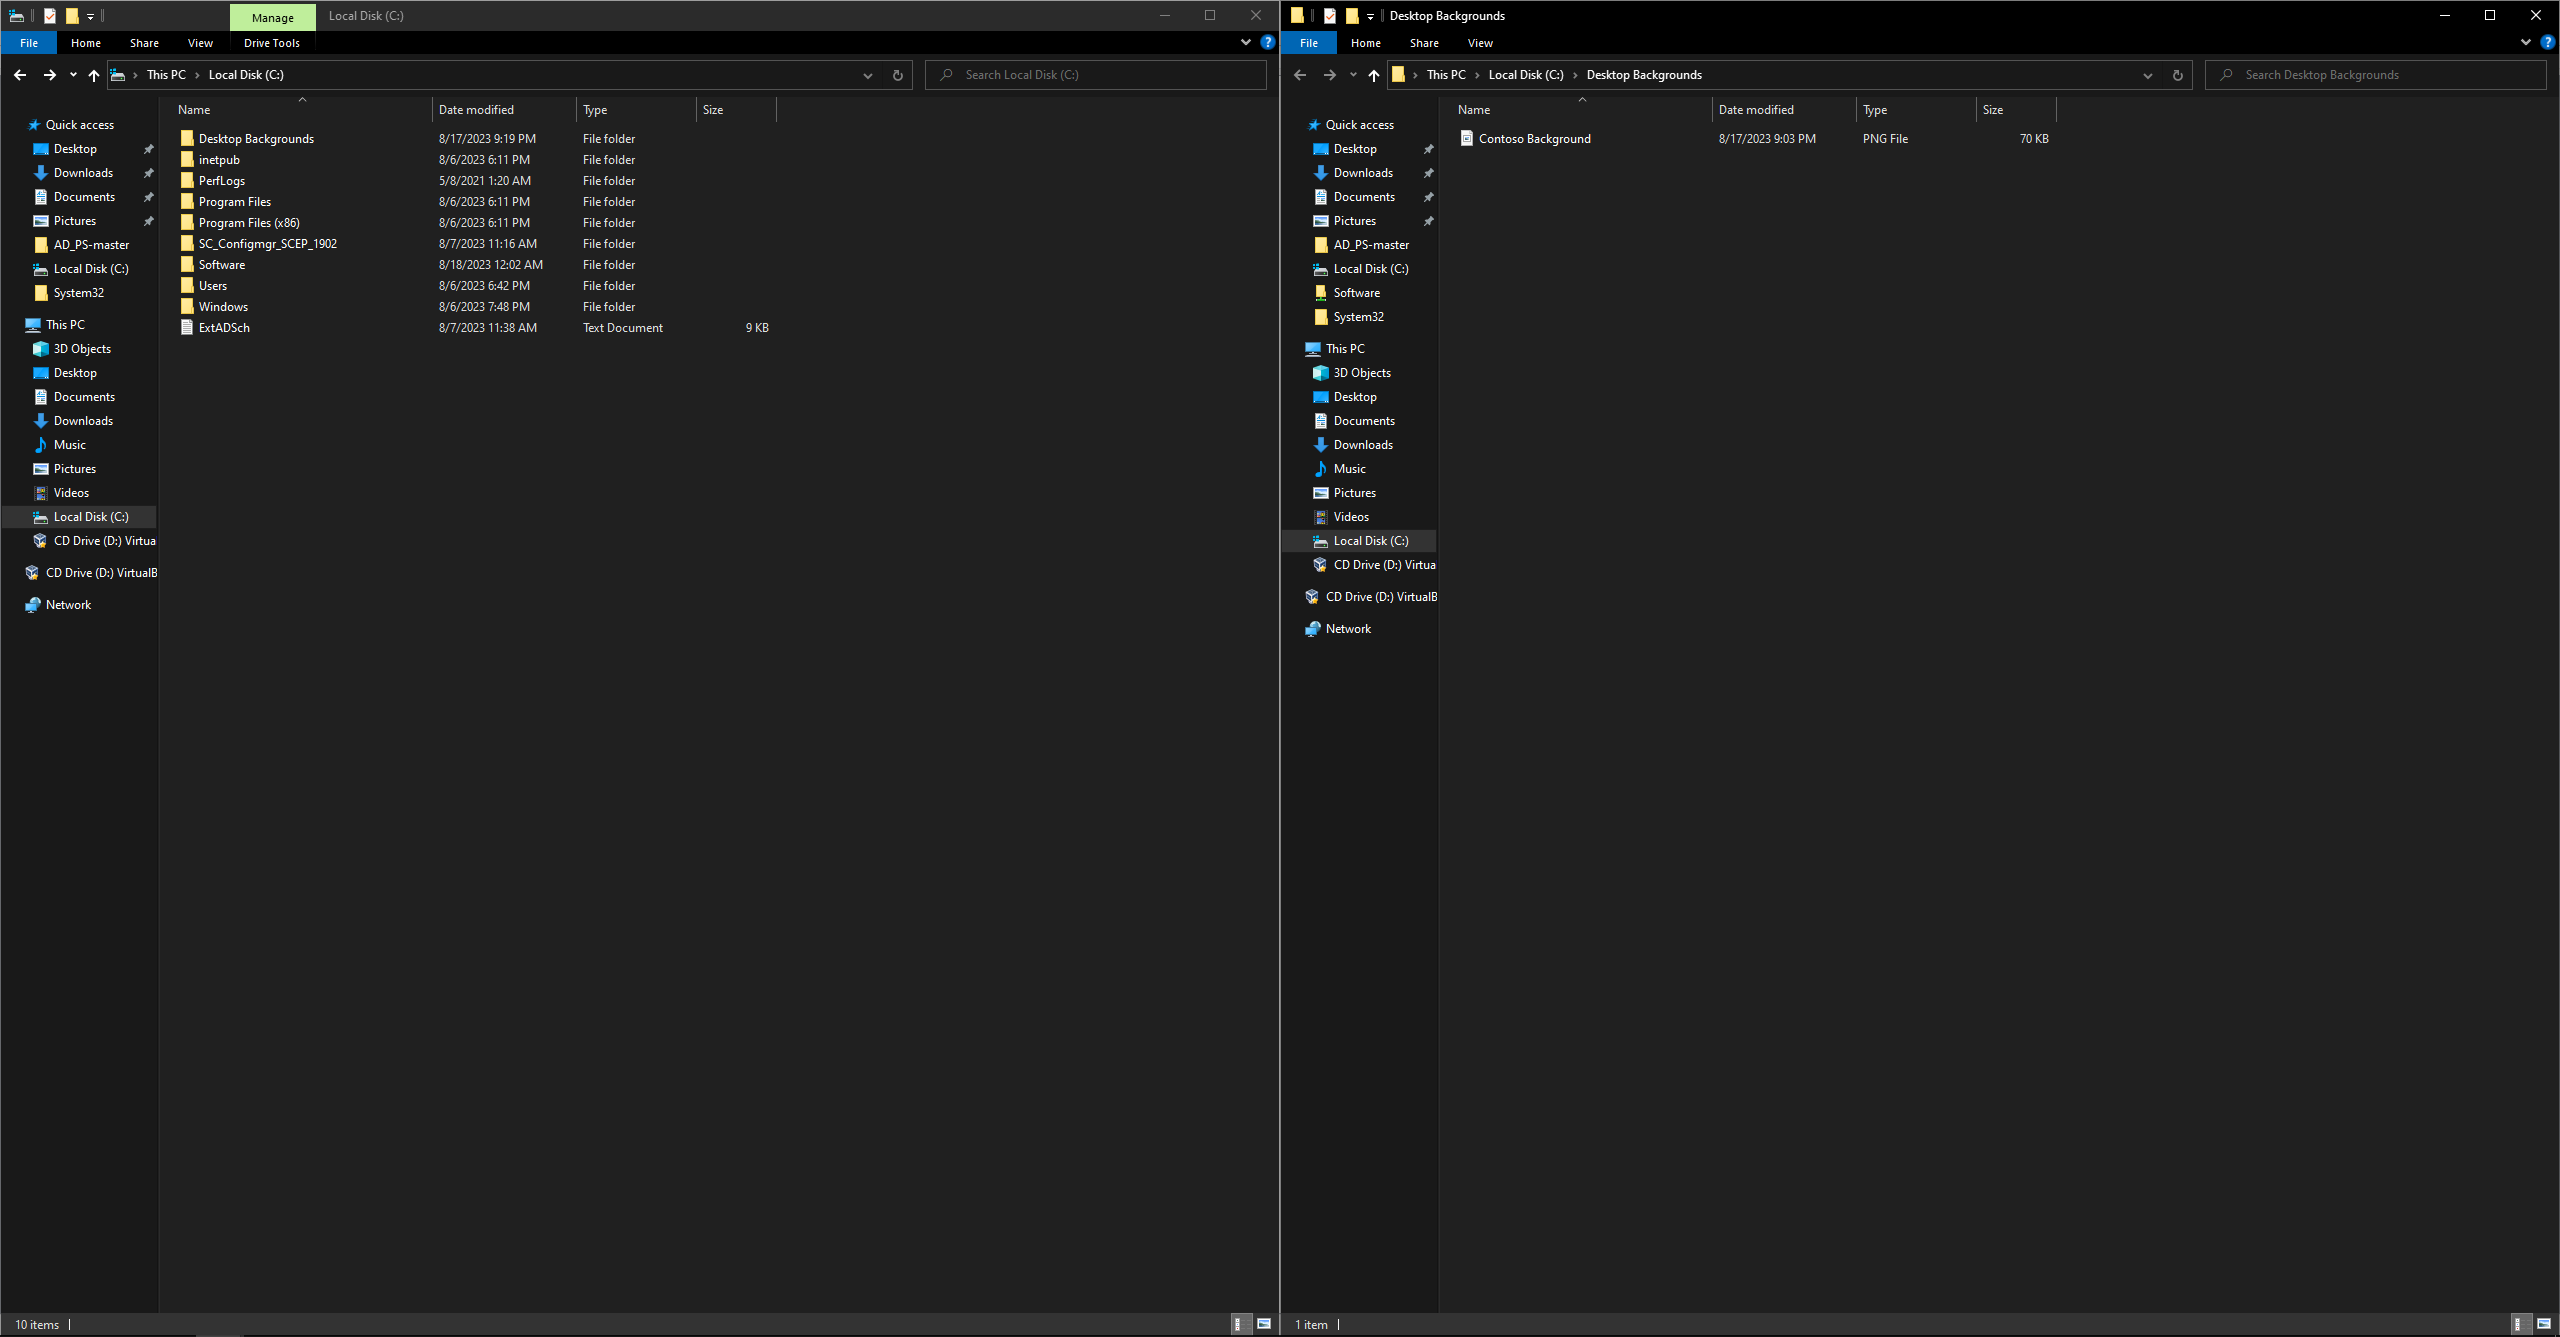 Manage Local Disk (C:)
File Home Share View Drive Tools
This PC Local Disk (C:)
Search Local Disk (C:)
Quick access
Desktop
Downloads
Documents
Pictures
AD_PS-master
Local Disk (C:)
System32
This PC
3D Objects
Desktop
Documents
Downloads
Music
Pictures
Videos
Local Disk (C:)
CD Drive (D:) Virtua
CD Drive (D:) VirtualB
Network
Name Date modified Type Size
Desktop Backgrounds 8/17/2023 9:19 PM File folder
inetpub 8/6/2023 6:11 PM File folder
PerfLogs 5/8/2021 1:20 AM File folder
Program Files 8/6/2023 6:11 PM File folder
Program Files (x86) 8/6/2023 6:11 PM File folder
SC_Configmgr_SCEP_1902 8/7/2023 11:16 AM File folder
Software 8/18/2023 12:02 AM File folder
Users 8/6/2023 6:42 PM File folder
Windows 8/6/2023 7:48 PM File folder
ExtADSch 8/7/2023 11:38 AM Text Document 9 KB
10 items
Desktop Backgrounds
File Home Share View
This PC Local Disk (C:) Desktop Backgrounds
Search Desktop Backgrounds
Quick access
Desktop
Downloads
Documents
Pictures
AD_PS-master
Local Disk (C:)
Software
System32
This PC
3D Objects
Desktop
Documents
Downloads
Music
Pictures
Videos
Local Disk (C:)
CD Drive (D:) Virtua
CD Drive (D:) VirtualB
Network
Name Date modified Type Size
Contoso Background 8/17/2023 9:03 PM PNG File 70 KB
1 item